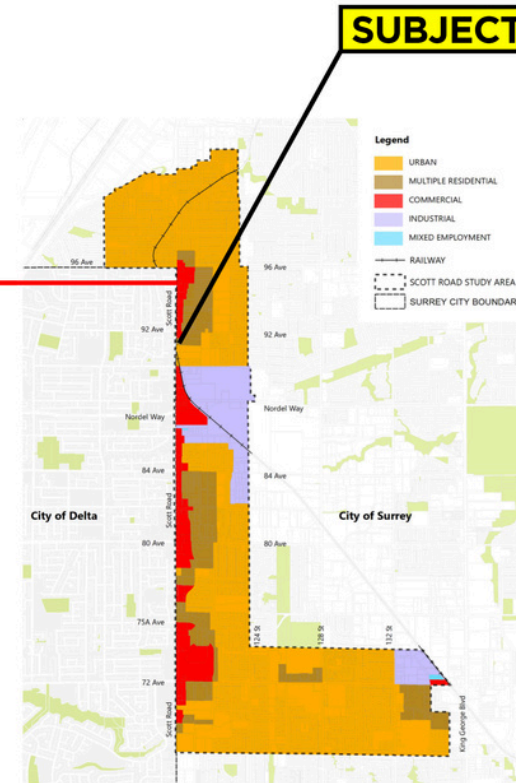 SUBJECT
Legend
URBAN
MULTIPLE RESIDENTIAL
COMMERCIAL
INDUSTRIAL
MIXED EMPLOYMENT
RAILWAY
SCOTT ROAD STUDY AREA
SURREY CITY BOUNDAR
96 Ave
96 Ave
Scott Road
92 Ave
92 Ave
Nordel Way
Nordel Way
84 Ave
84 Ave
Scott Road
City of Delta
City of Surrey
80 Ave
80 Ave
75A Ave
124 St
128 St
132 St
72 Ave
Scott Road
King George Blvd